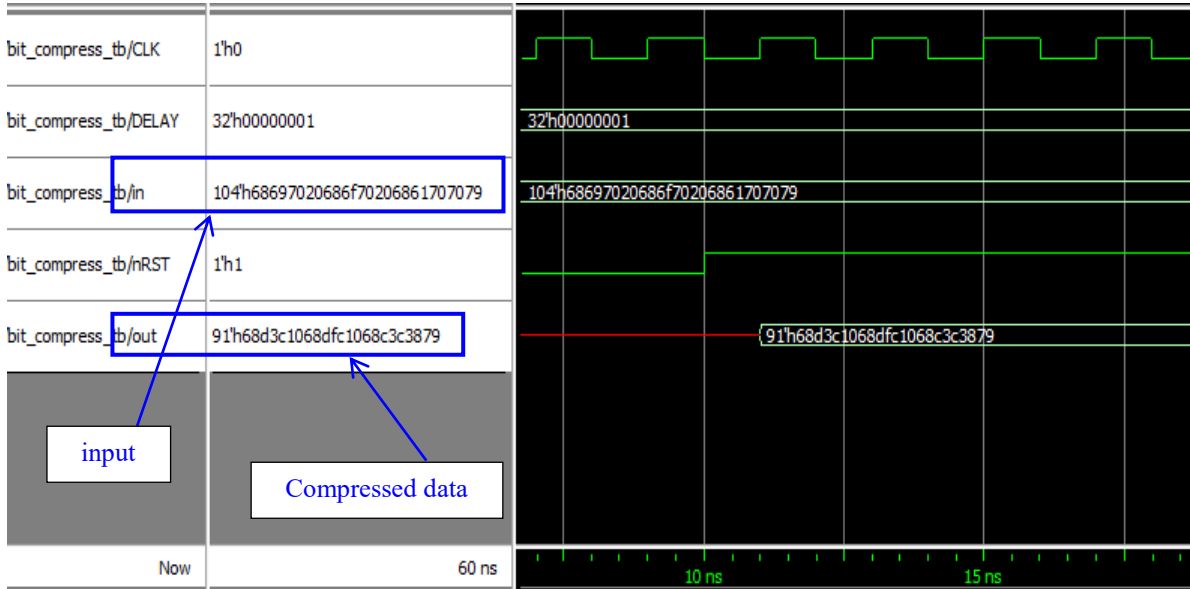 bit_compress_tb/CLK 1'h0
bit_compress_tb/DELAY 32'h00000001 32'h00000001
bit_compress_tb/in 104'h68697020686f70206861707079 104'h68697020686f70206861707079
bit_compress_tb/nRST 1'h1
bit_compress_tb/out 91'h68d3c1068dfc1068c3c3879 91'h68d3c1068dfc1068c3c3879
input
Compressed data
Now 60 ns 10 ns 15 ns